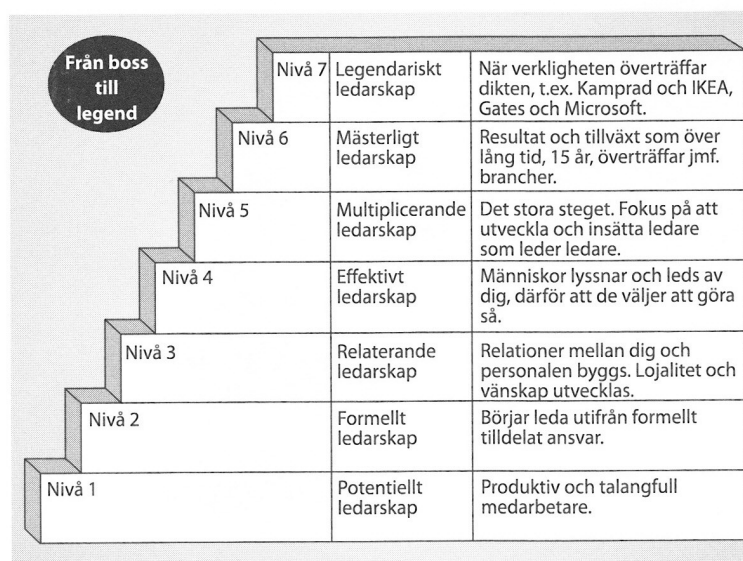 Från boss
till
legend
Nivå 7
Legendariskt
ledarskap
När verkligheten överträffar
dikten, t.ex. Kamprad och IKEA,
Gates och Microsoft.
Nivå 6
Mästerligt
ledarskap
Resultat och tillväxt som över
lång tid, 15 år, överträffar jmf.
brancher.
Nivå 5
Multiplicerande
ledarskap
Det stora steget. Fokus på att
utveckla och insätta ledare
som leder ledare.
Nivå 4
Effektivt
ledarskap
Människor lyssnar och leds av
dig, därför att de väljer att göra
så.
Nivå 3
Relaterande
ledarskap
Relationer mellan dig och
personalen byggs. Lojalitet och
vänskap utvecklas.
Nivå 2
Formellt
ledarskap
Börjar leda utifrån formellt
tilldelat ansvar.
Nivå 1
Potentiellt
ledarskap
Produktiv och talangfull
medarbetare.